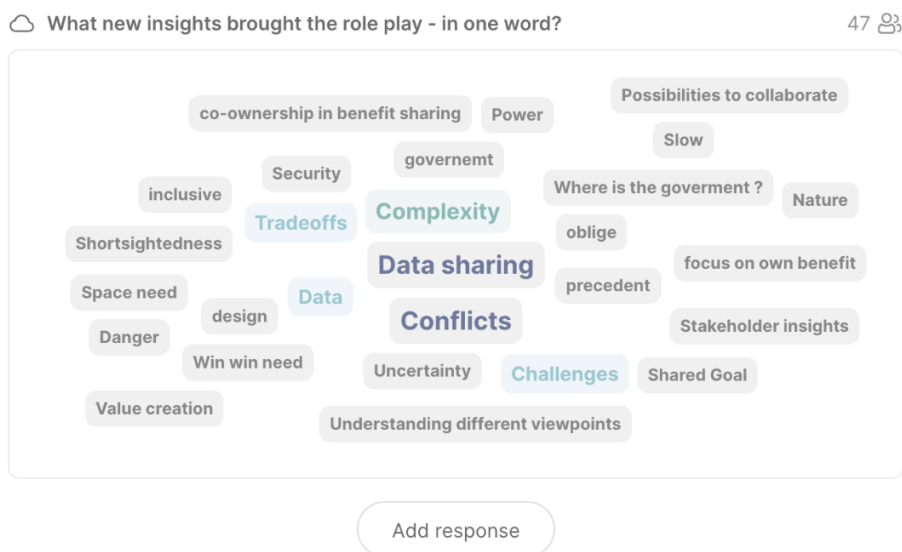 What new insights brought the role play - in one word?
47
Possibilities to collaborate
co-ownership in benefit sharing
Power
Slow
governemt
Security
Where is the goverment ?
inclusive
Nature
Complexity
Tradeoffs
oblige
Shortsightedness
Data sharing
focus on own benefit
precedent
Space need
Data
design
Conflicts
Stakeholder insights
Danger
Win win need
Uncertainty
Challenges
Shared Goal
Value creation
Understanding different viewpoints
Add response